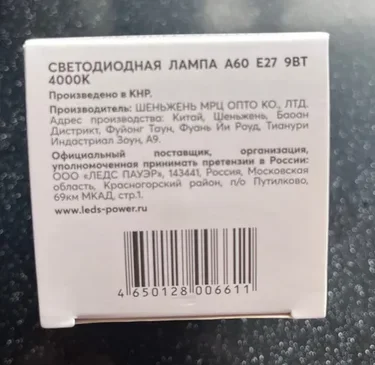 СВЕТОДИОДНАЯ ЛАМПА А60 Е27 9ВТ
4000К
Произведено в КНР.
Производитель: ШЕНЬЖЕНЬ МРЦ ОПТО КО., ЛТД.
Адрес производства: Китай, Шеньжень, Баоан
Дистрикт, Фуйонг Таун, Фуань Ии Роуд, Тианури
Индастриал Зоун, А9.
Официальный поставщик, организация,
уполномоченная принимать претензии в России:
ООО «ЛЕДС ПАУЭР», 143441, Россия, Московская
область, Красногорский район, п/о Путилково,
69км МКАД, стр.1.
www.leds-power.ru
4 650128 006611